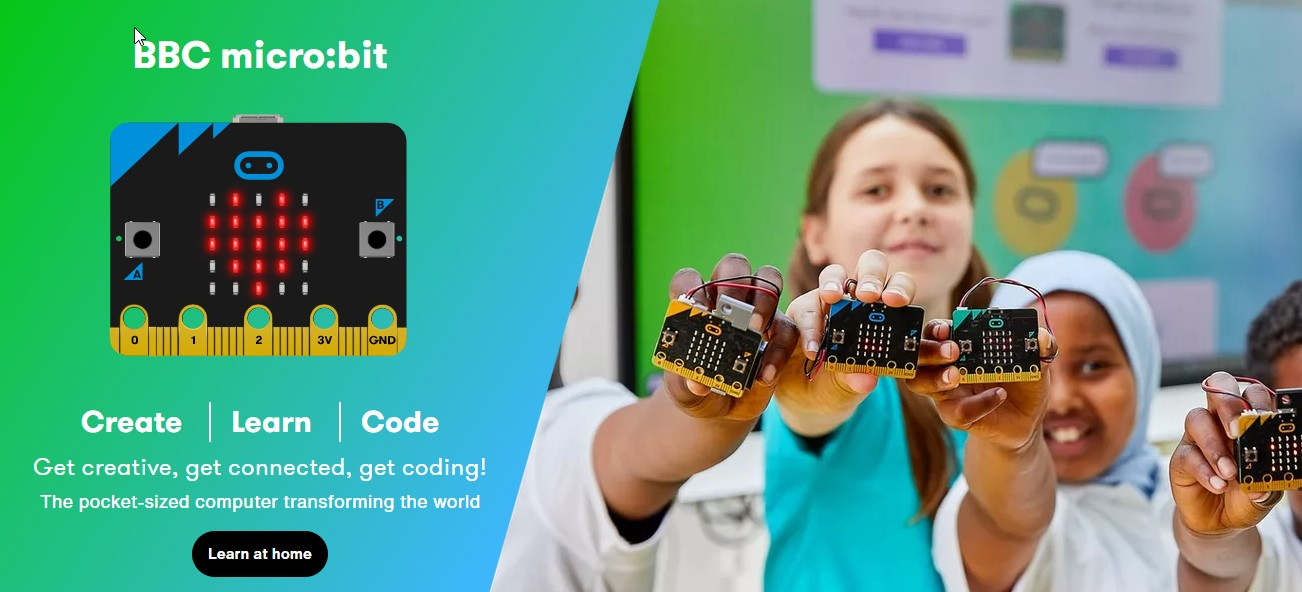 BBC micro:bit
B
A
0 1 2 3V GND
Create | Learn | Code
Get creative, get connected, get coding!
The pocket-sized computer transforming the world
Learn at home